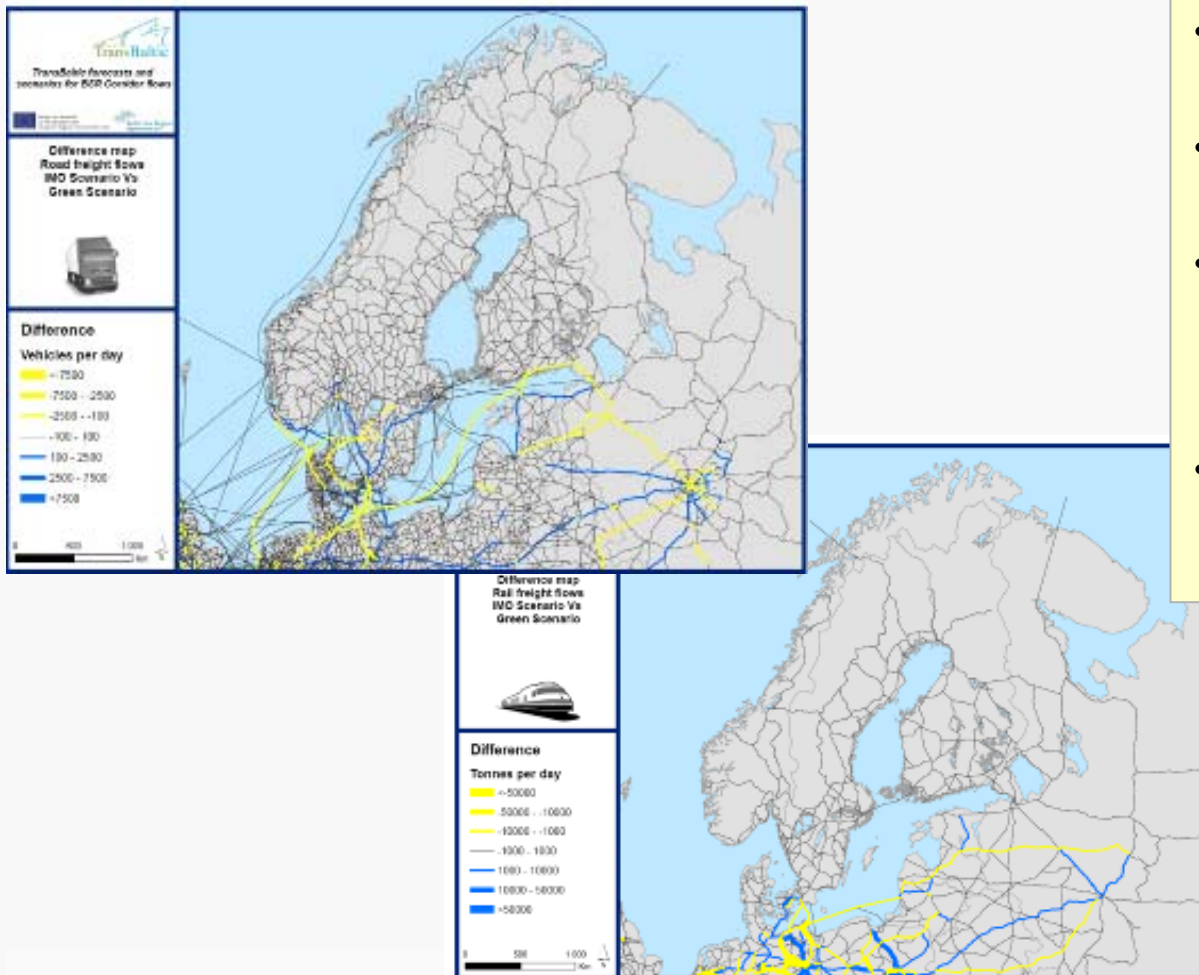 TransBaltic
TransBaltic forecasts and
scenarios for BSR Corridor flows
Difference map
Road freight flows
IMO Scenario Vs
Green Scenario
Difference
Vehicles per day
<-7500
-7500 - -2500
-2500 - -100
-100 - 100
100 - 2500
2500 - 7500
>7500
0
1 000
Km
Difference map
Rail freight flows
IMO Scenario Vs
Green Scenario
Difference
Tonnes per day
<-50000
-50000 - -10000
-10000 - -1000
-1000 - 1000
1000 - 10000
10000 - 50000
>50000
0 500 1 000
Km
•
•
•
•